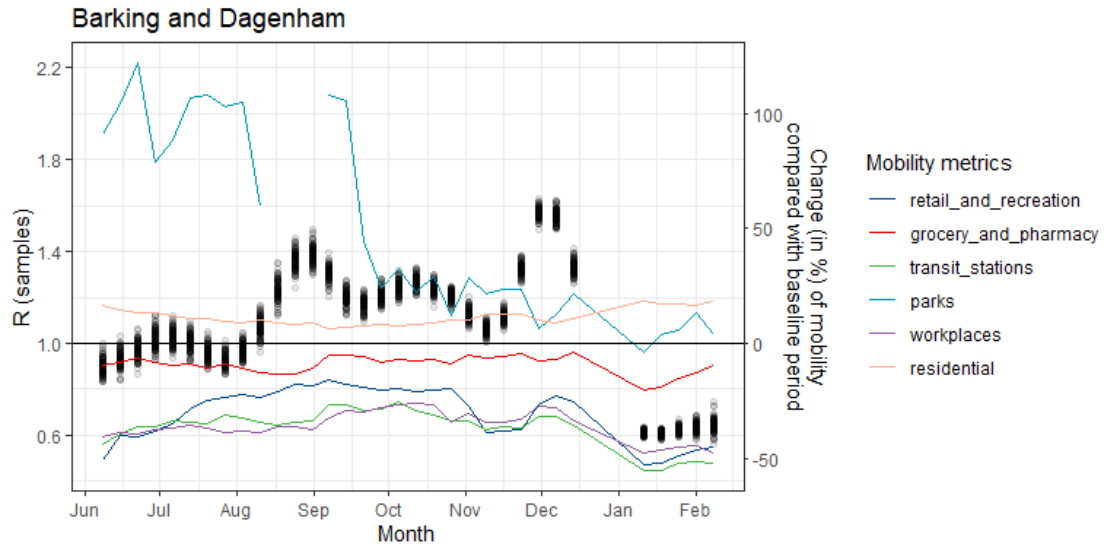 Barking and Dagenham
2.2
1.8
1.4
1.0
0.6
R (samples)
100
50
0
-50
Change (in %) of mobility
compared with baseline period
Jun
Jul
Aug
Sep
Oct
Nov
Dec
Jan
Feb
Month
Mobility metrics
retail_and_recreation
grocery_and_pharmacy
transit_stations
parks
workplaces
residential